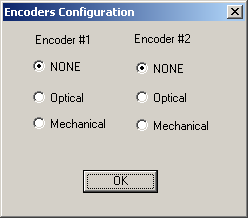 Encoders Configuration
Encoder #1
Encoder #2
NONE
NONE
Optical
Optical
Mechanical
Mechanical
OK